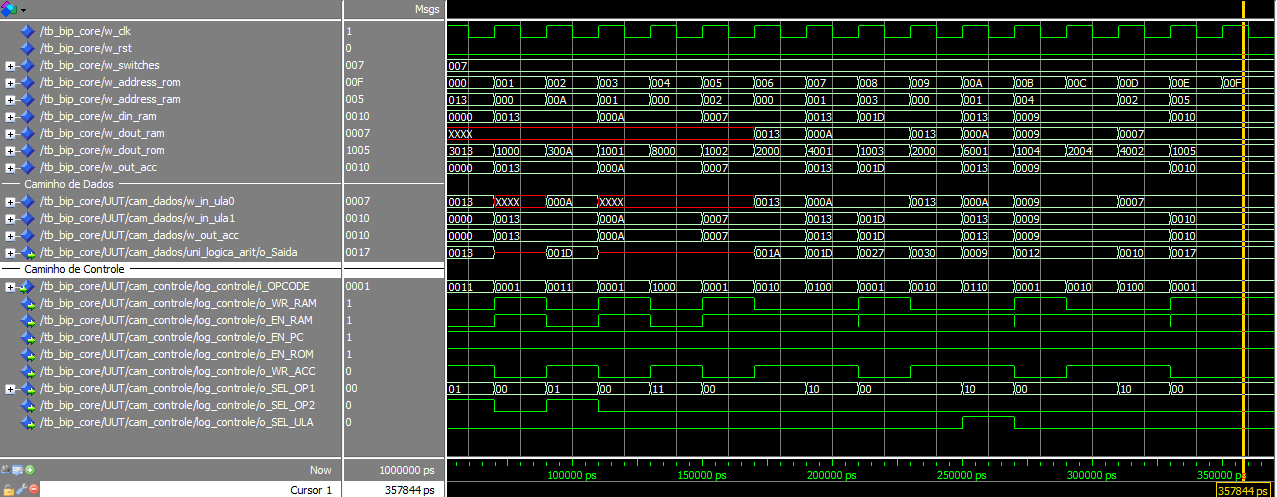 Msgs
/tb_bip_core/w_clk 1
/tb_bip_core/w_rst 0
/tb_bip_core/w_switches 007 007
/tb_bip_core/w_address_rom 00F 000 001 002 003 004 005 006 007 008 009 00A 00B 00C 00D 00E 00F
/tb_bip_core/w_address_ram 005 013 000 00A 001 000 002 000 001 003 000 001 004 002 005
/tb_bip_core/w_din_ram 0010 0000 0013 000A 0007 0013 001D 0013 0009 0010
/tb_bip_core/w_dout_ram 0007 XXXX 0013 000A 0013 000A 0009 0007
/tb_bip_core/w_dout_rom 1005 3013 1000 300A 1001 8000 1002 2000 4001 1003 2000 6001 1004 2004 4002 1005
/tb_bip_core/w_out_acc 0010 0000 0013 000A 0007 0013 001D 0013 0009 0010
Caminho de Dados
/tb_bip_core/UUT/cam_dados/w_in_ula0 0007 0013 XXXX 000A XXXX 0013 000A 0013 000A 0009 0007
/tb_bip_core/UUT/cam_dados/w_in_ula1 0010 0000 0013 000A 0007 0013 001D 0013 0009 0010
/tb_bip_core/UUT/cam_dados/w_out_acc 0010 0000 0013 000A 0007 0013 001D 0013 0009 0010
/tb_bip_core/UUT/cam_dados/uni_logica_arit/o_Saida 0017 0013 001D 001A 001D 0027 0030 0009 0012 0010 0017
Caminho de Controle
/tb_bip_core/UUT/cam_controle/log_controle/i_OPCODE 0001 0011 0001 0011 0001 1000 0001 0010 0100 0001 0010 0110 0001 0010 0100 0001
/tb_bip_core/UUT/cam_controle/log_controle/o_WR_RAM 1
/tb_bip_core/UUT/cam_controle/log_controle/o_EN_RAM 1
/tb_bip_core/UUT/cam_controle/log_controle/o_EN_PC 1
/tb_bip_core/UUT/cam_controle/log_controle/o_EN_ROM 1
/tb_bip_core/UUT/cam_controle/log_controle/o_WR_ACC 0
/tb_bip_core/UUT/cam_controle/log_controle/o_SEL_OP1 00 01 00 01 00 11 00 10 00 10 00 10 00
/tb_bip_core/UUT/cam_controle/log_controle/o_SEL_OP2 0
/tb_bip_core/UUT/cam_controle/log_controle/o_SEL_ULA 0
Now 1000000 ps 100000 ps 150000 ps 200000 ps 250000 ps 300000 ps 350000 ps
Cursor 1 357844 ps 357844 ps